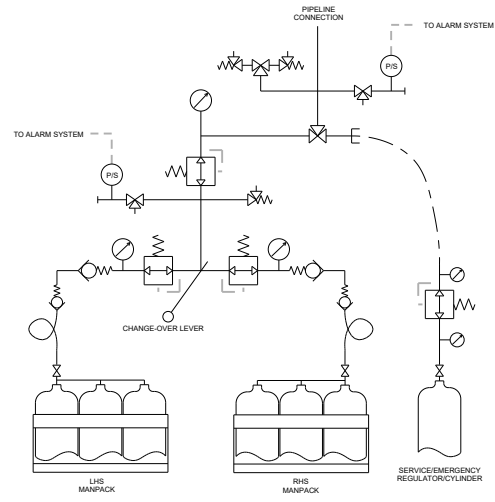 PIPELINE
CONNECTION
TO ALARM SYSTEM
P/S
TO ALARM SYSTEM
P/S
CHANGE-OVER LEVER
LHS
MANPACK
RHS
MANPACK
SERVICE/EMERGENCY
REGULATOR/CYLINDER